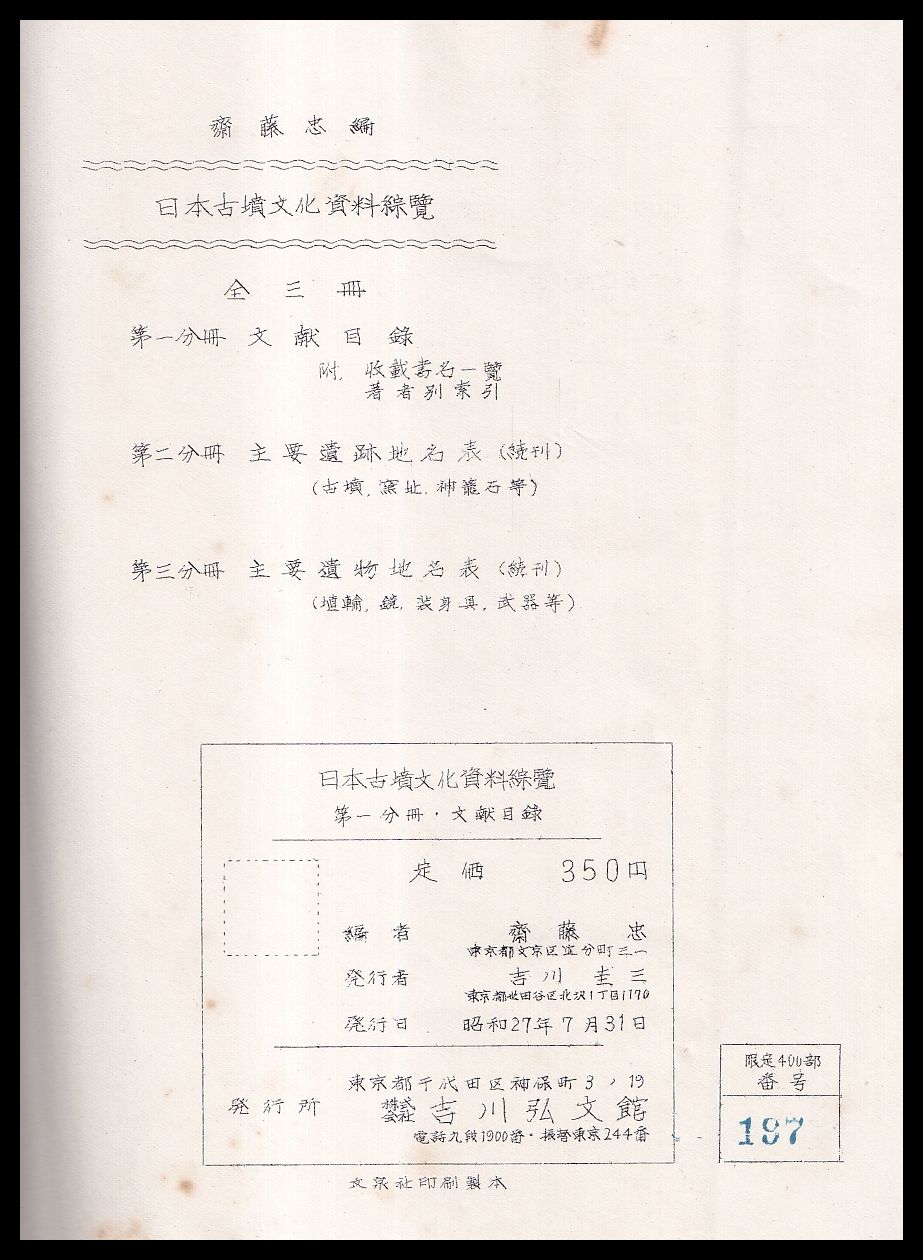 齋藤忠編
日本古墳文化資料綜覽
全三冊
第一分冊 文献目錄
附. 收載書名一覽
著者別索引
第二分冊 主要遺跡地名表(続刊)
(古墳, 窯址, 神籠石等)
第三分冊 主要遺物地名表(続刊)
(埴輪, 鏡, 装身具, 武器等)
日本古墳文化資料綜覽
第一分冊・文献目錄
定価 350円
編者 齋藤忠
東京都文京区 分町三一
発行者 吉川圭三
東京都世田谷区北沢1丁目1170
発行日 昭和27年7月31日
東京都千代田区神保町3ノ19
発行所 株式会社 吉川弘文館
電話九段1900番・振替東京244番
限定400部
番号
197
文京社印刷製本